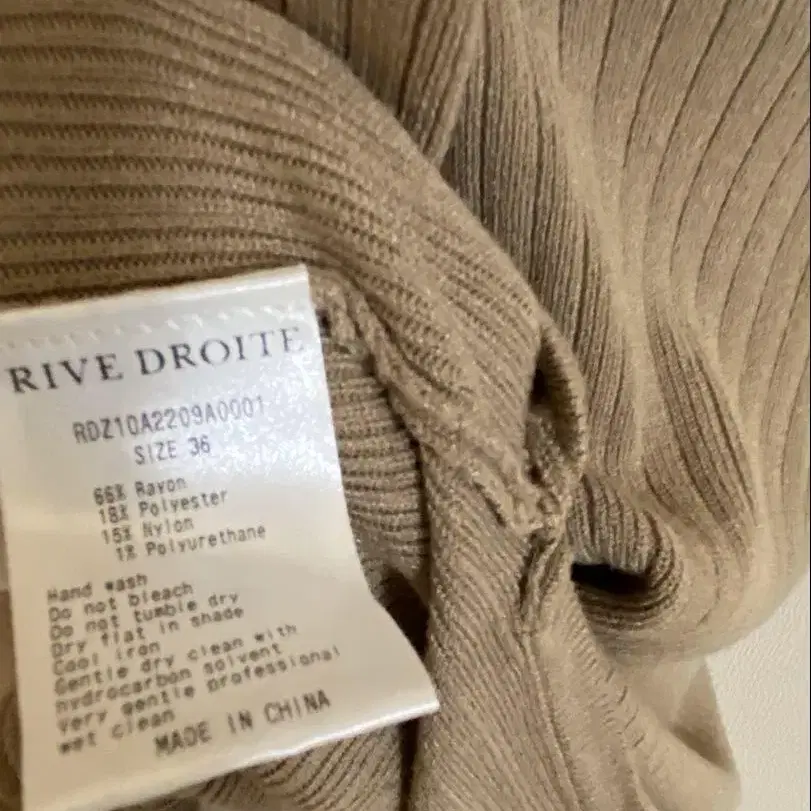 RIVE DROITE
RDZ10A2209A0001
SIZE 36
66% Rayon
18% Polyester
15% Nylon
1% Polyurethane
Hand wash
Do not bleach
Do not tumble dry
Dry flat in shade
Cool iron
Gentle dry clean with
hydrocarbon solvent
Very gentle professional
wet clean
MADE IN CHINA